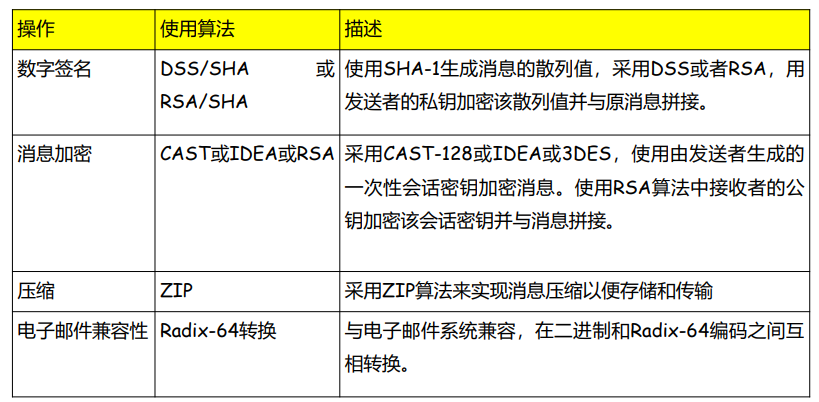 操作 使用算法 描述
数字签名 DSS/SHA 或 使用SHA-1生成消息的散列值，采用DSS或者RSA，用
RSA/SHA 发送者的私钥加密该散列值并与原消息拼接。
消息加密 CAST或IDEA或RSA 采用CAST-128或IDEA或3DES，使用由发送者生成的
一次性会话密钥加密消息。使用RSA算法中接收者的公
钥加密该会话密钥并与消息拼接。
压缩 ZIP 采用ZIP算法来实现消息压缩以便存储和传输
电子邮件兼容性 Radix-64转换 与电子邮件系统兼容，在二进制和Radix-64编码之间互
相转换。